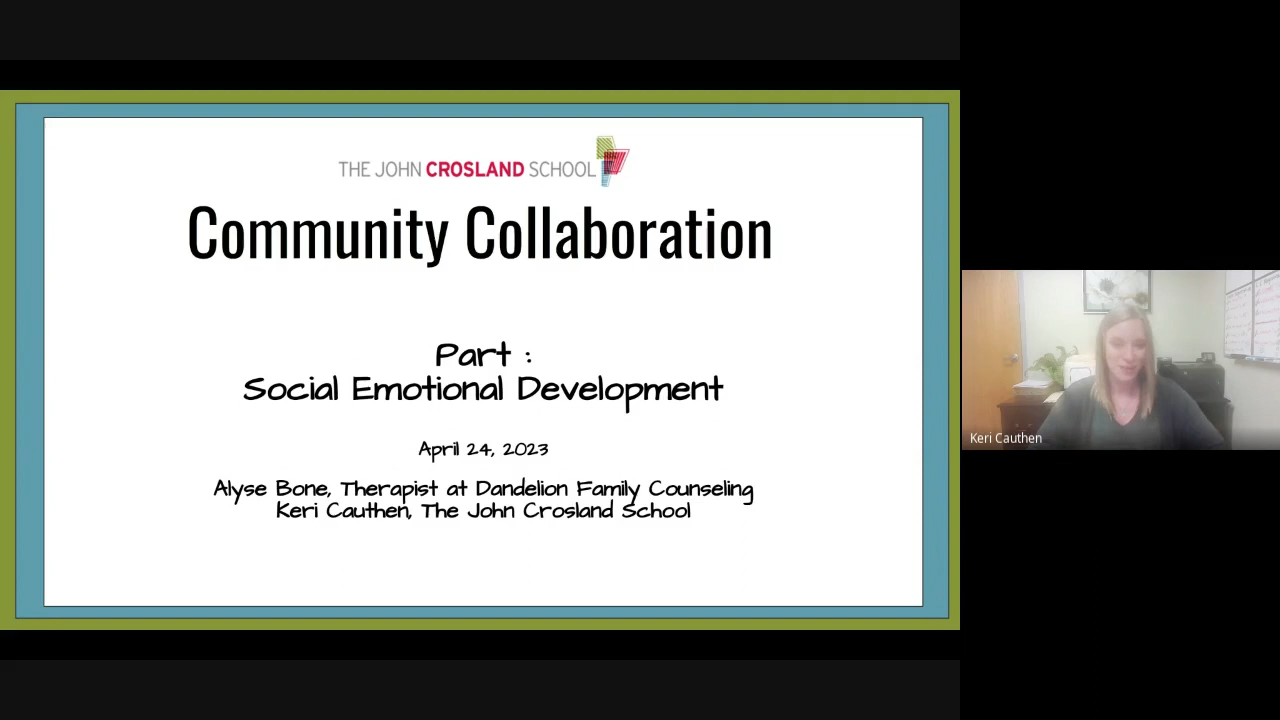 THE JOHN CROSLAND SCHOOL
Community Collaboration
Part :
Social Emotional Development
April 24, 2023
Alyse Bone, Therapist at Dandelion Family Counseling
Keri Cauthen, The John Crosland School
Keri Cauthen